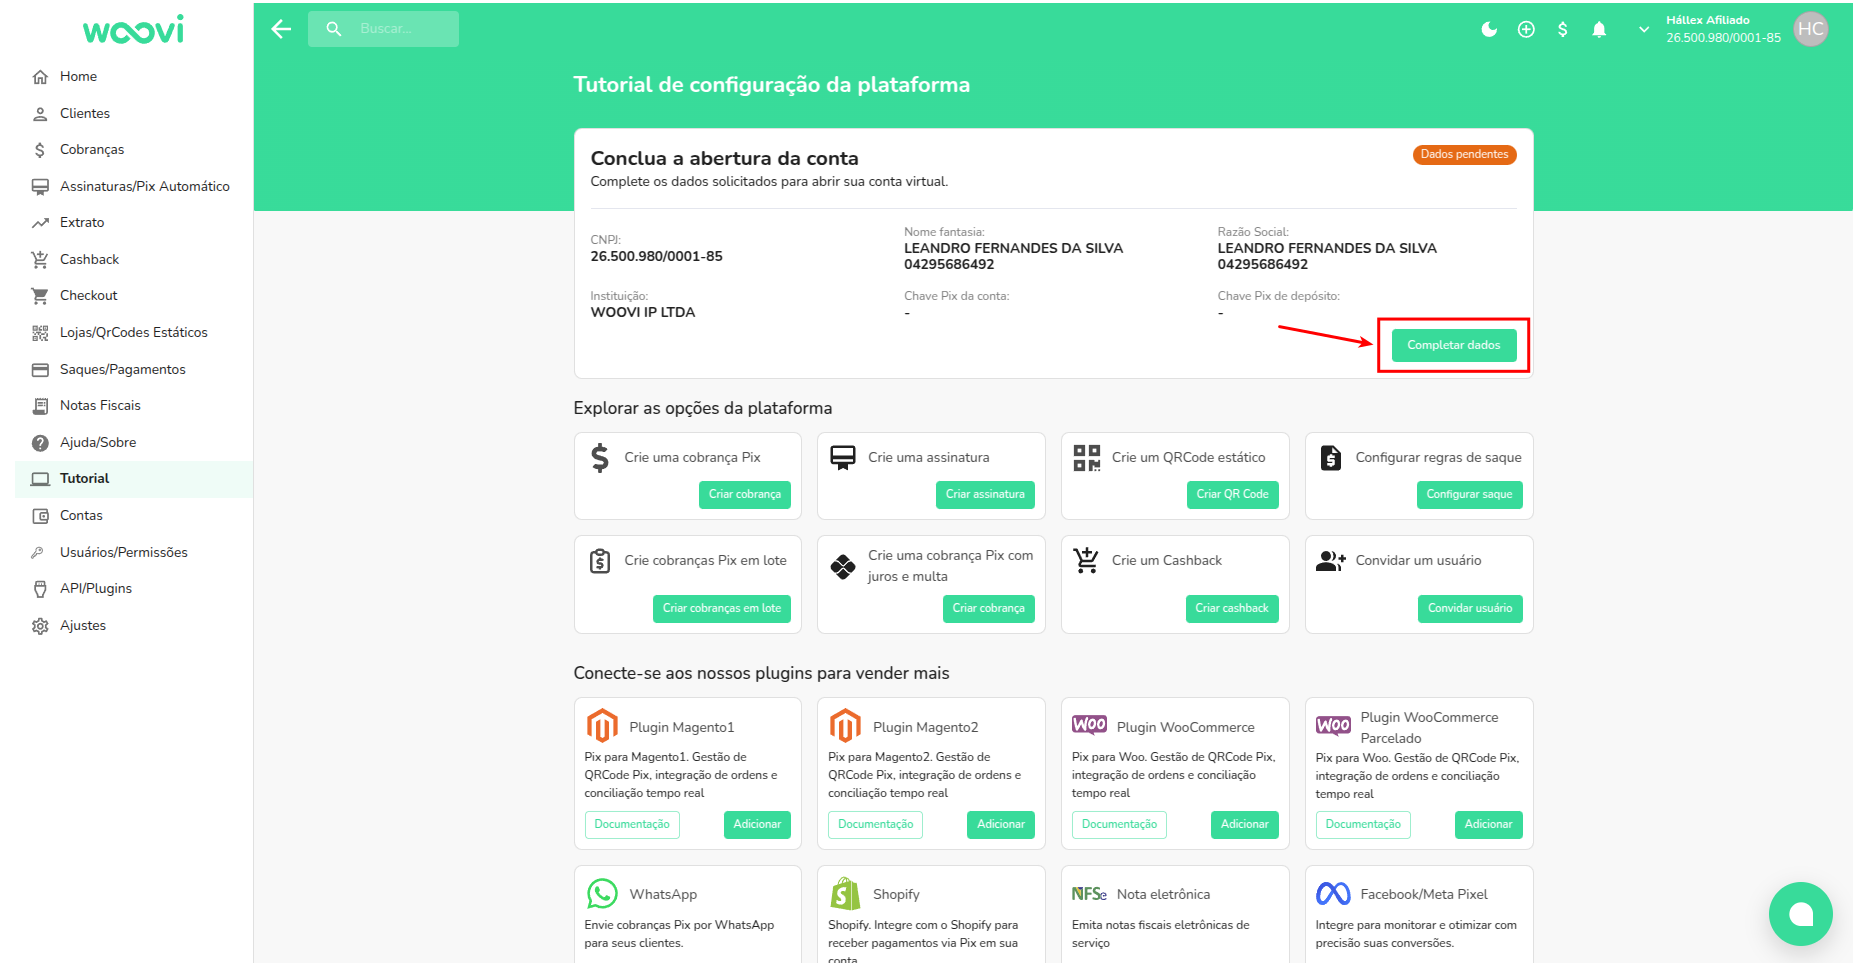 woovi
Buscar...
Hállex Afiliado
26.500.980/0001-85
HC
Home
Clientes
Cobranças
Assinaturas/Pix Automático
Extrato
Cashback
Checkout
Lojas/QrCodes Estáticos
Saques/Pagamentos
Notas Fiscais
Ajuda/Sobre
Tutorial
Contas
Usuários/Permissões
API/Plugins
Ajustes
Tutorial de configuração da plataforma
Conclua a abertura da conta
Dados pendentes
Complete os dados solicitados para abrir sua conta virtual.
CNPJ:
26.500.980/0001-85
Nome fantasia:
LEANDRO FERNANDES DA SILVA
04295686492
Razão Social:
LEANDRO FERNANDES DA SILVA
04295686492
Instituição:
WOOVI IP LTDA
Chave Pix da conta:
-
Chave Pix de depósito:
-
Completar dados
Explorar as opções da plataforma
Crie uma cobrança Pix
Criar cobrança
Crie uma assinatura
Criar assinatura
Crie um QRCode estático
Criar QR Code
Configurar regras de saque
Configurar saque
Crie cobranças Pix em lote
Criar cobranças em lote
Crie uma cobrança Pix com
juros e multa
Criar cobrança
Crie um Cashback
Criar cashback
Convidar um usuário
Convidar usuário
Conecte-se aos nossos plugins para vender mais
Plugin Magento1
Pix para Magento1. Gestão de
QRCode Pix, integração de ordens e
conciliação tempo real
Documentação
Adicionar
Plugin Magento2
Pix para Magento2. Gestão de
QRCode Pix, integração de ordens e
conciliação tempo real
Documentação
Adicionar
WOO
Plugin WooCommerce
Pix para Woo. Gestão de QRCode Pix,
integração de ordens e conciliação
tempo real
Documentação
Adicionar
WOO
Plugin WooCommerce
Parcelado
Pix para Woo. Gestão de QRCode Pix,
integração de ordens e conciliação
tempo real
Documentação
Adicionar
WhatsApp
Envie cobranças Pix por WhatsApp
para seus clientes.
Shopify
Shopify. Integre com o Shopify para
receber pagamentos via Pix em sua
conta
NFSe
Nota eletrônica
Emita notas fiscais eletrônicas de
serviço
Facebook/Meta Pixel
Integre para monitorar e otimizar com
precisão suas conversões.